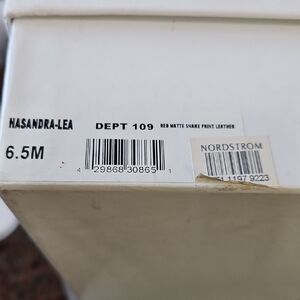 HASANDRA-LEA DEPT 109 RED MATTE SNAKE PRINT LEATHER
6.5M
4 29868 30865 1
NORDSTROM
1197 9223